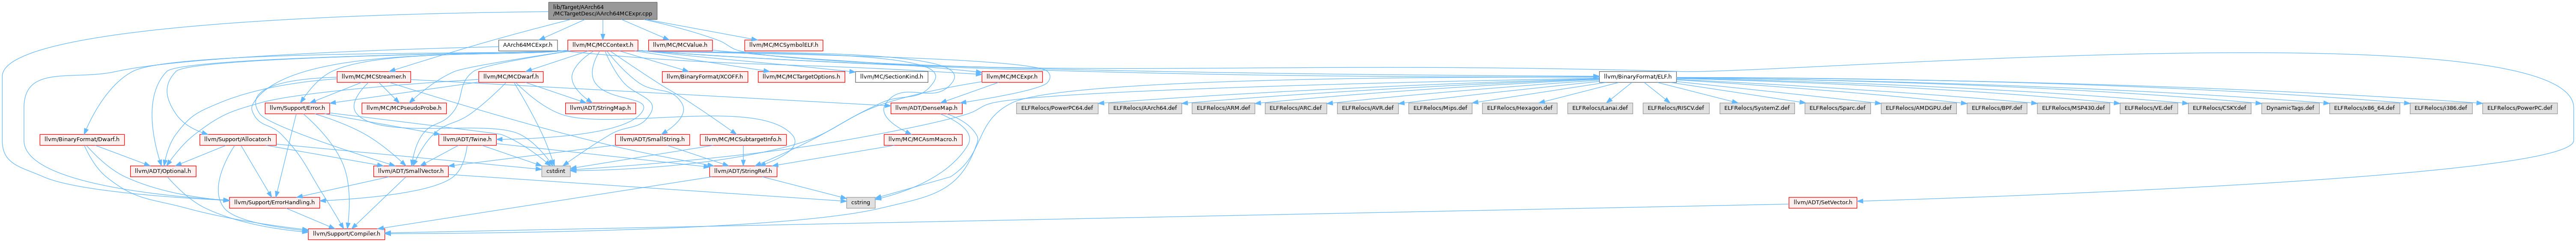 lib/Target/AArch64
/MCTargetDesc/AArch64MCExpr.cpp
AArch64MCExpr.h
llvm/MC/MCContext.h
llvm/MC/MCValue.h
llvm/MC/MCSymbolELF.h
llvm/MC/MCStreamer.h
llvm/MC/MCDwarf.h
llvm/BinaryFormat/XCOFF.h
llvm/MC/MCTargetOptions.h
llvm/MC/SectionKind.h
llvm/MC/MCExpr.h
llvm/BinaryFormat/ELF.h
llvm/Support/Error.h
llvm/MC/MCPseudoProbe.h
llvm/ADT/StringMap.h
llvm/ADT/DenseMap.h
ELFRelocs/PowerPC64.def
ELFRelocs/AArch64.def
ELFRelocs/ARM.def
ELFRelocs/ARC.def
ELFRelocs/AVR.def
ELFRelocs/Mips.def
ELFRelocs/Hexagon.def
ELFRelocs/Lanai.def
ELFRelocs/RISCV.def
ELFRelocs/SystemZ.def
ELFRelocs/Sparc.def
ELFRelocs/AMDGPU.def
ELFRelocs/BPF.def
ELFRelocs/MSP430.def
ELFRelocs/VE.def
ELFRelocs/CSKY.def
DynamicTags.def
ELFRelocs/x86_64.def
ELFRelocs/i386.def
ELFRelocs/PowerPC.def
llvm/BinaryFormat/Dwarf.h
llvm/Support/Allocator.h
llvm/ADT/Twine.h
llvm/ADT/SmallString.h
llvm/MC/MCSubtargetInfo.h
llvm/MC/MCAsmMacro.h
llvm/ADT/Optional.h
llvm/ADT/SmallVector.h
cstdint
llvm/ADT/StringRef.h
llvm/Support/ErrorHandling.h
cstring
llvm/ADT/SetVector.h
llvm/Support/Compiler.h